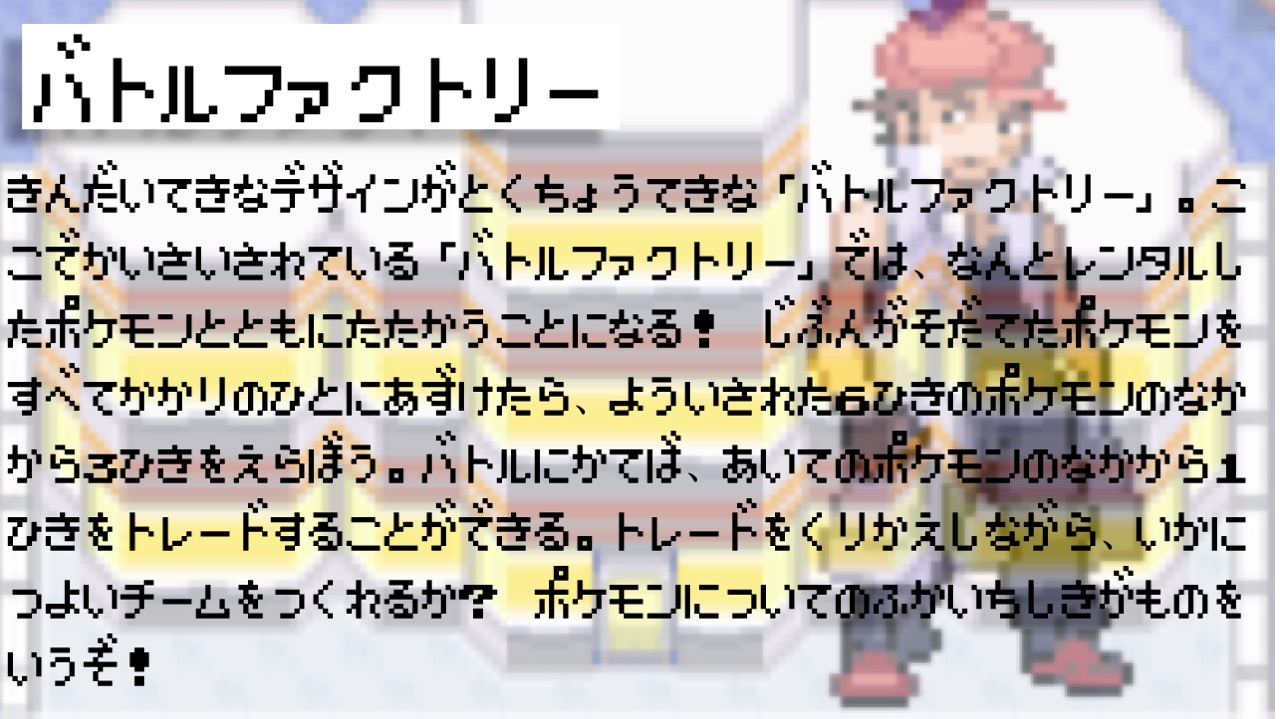 バトルファクトリー
きんだいてきなデザインがとくちょうてきな「バトルファクトリー」。こ
こでかいさいされている「バトルファクトリー」では、なんとレンタルし
たポケモンとともにたたかうことになる！　じぶんがそだてたポケモンを
すべてかかりのひとにあずけたら、よういされた6ひきのポケモンのなか
から3ひきをえらぼう。バトルにかてば、あいてのポケモンのなかから1
ひきをトレードすることができる。トレードをくりかえしながら、いかに
つよいチームをつくれるか？　ポケモンについてのふかいちしきがものを
いうぞ！